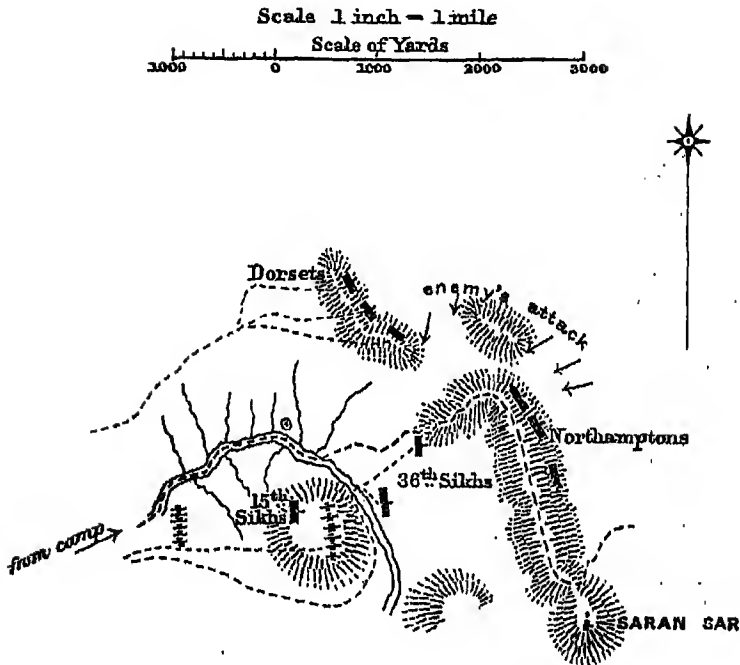 Scale 1 inch = 1 mile
Scale of Yards
1000 0 1000 2000 3000
Dorsets
enemy's attack
Northamptons
36th Sikhs
15th
Sikhs
from camp
SARAN SAR